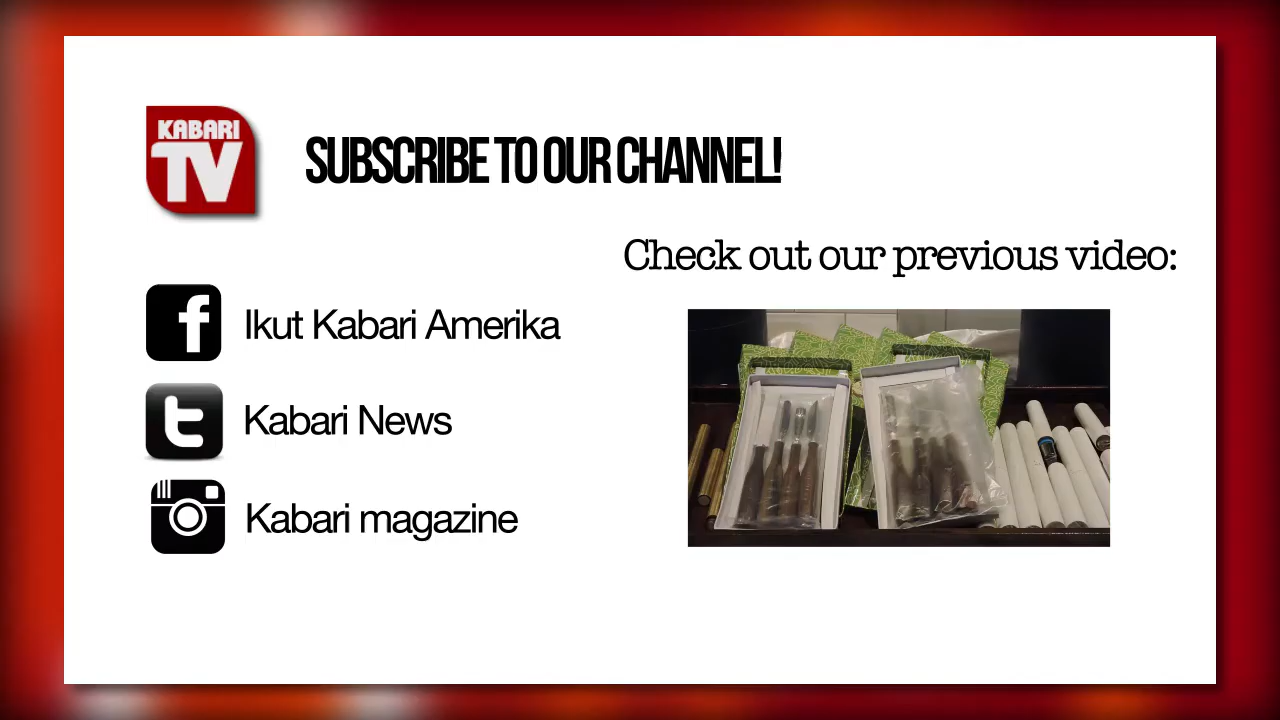 KABARI
TV
SUBSCRIBE TO OUR CHANNEL!
Check out our previous video:
Ikut Kabari Amerika
Kabari News
Kabari magazine